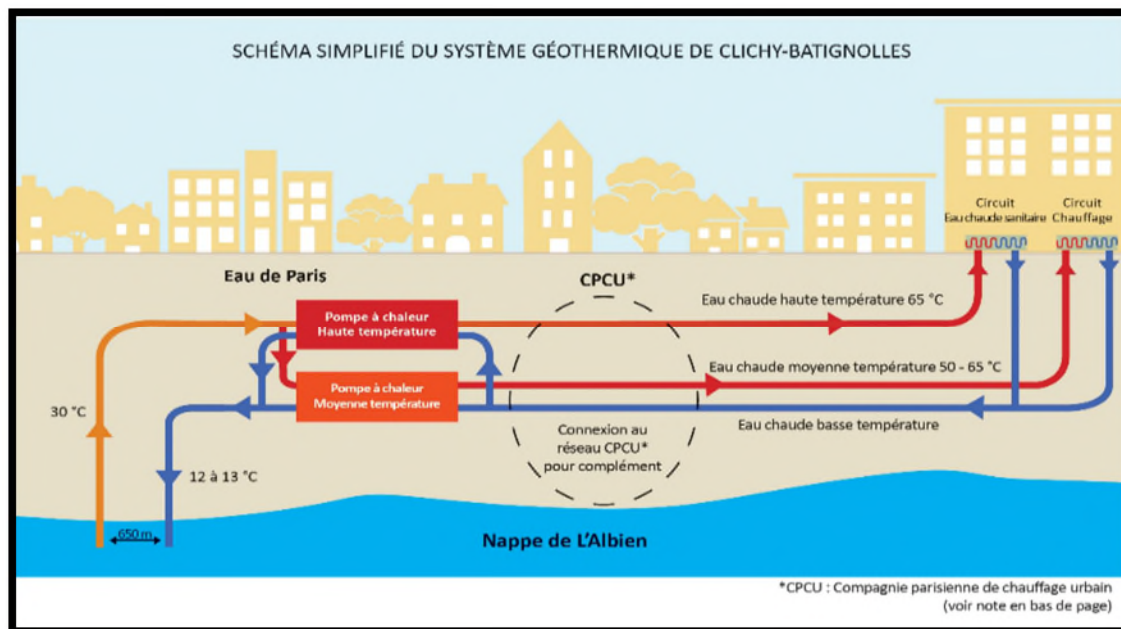 SCHÉMA SIMPLIFIÉ DU SYSTÈME GÉOTHERMIQUE DE CLICHY-BATIGNOLLES
Circuit
Eau chaude sanitaire
Circuit
Chauffage
Eau de Paris
CPCU*
Pompe à chaleur
Haute température
Eau chaude haute température 65 °C
Pompe à chaleur
Moyenne température
Eau chaude moyenne température 50 - 65 °C
30 °C
Eau chaude basse température
Connexion au
réseau CPCU*
pour complément
12 à 13 °C
650 m
Nappe de L'Albien
*CPCU : Compagnie parisienne de chauffage urbain
(voir note en bas de page)